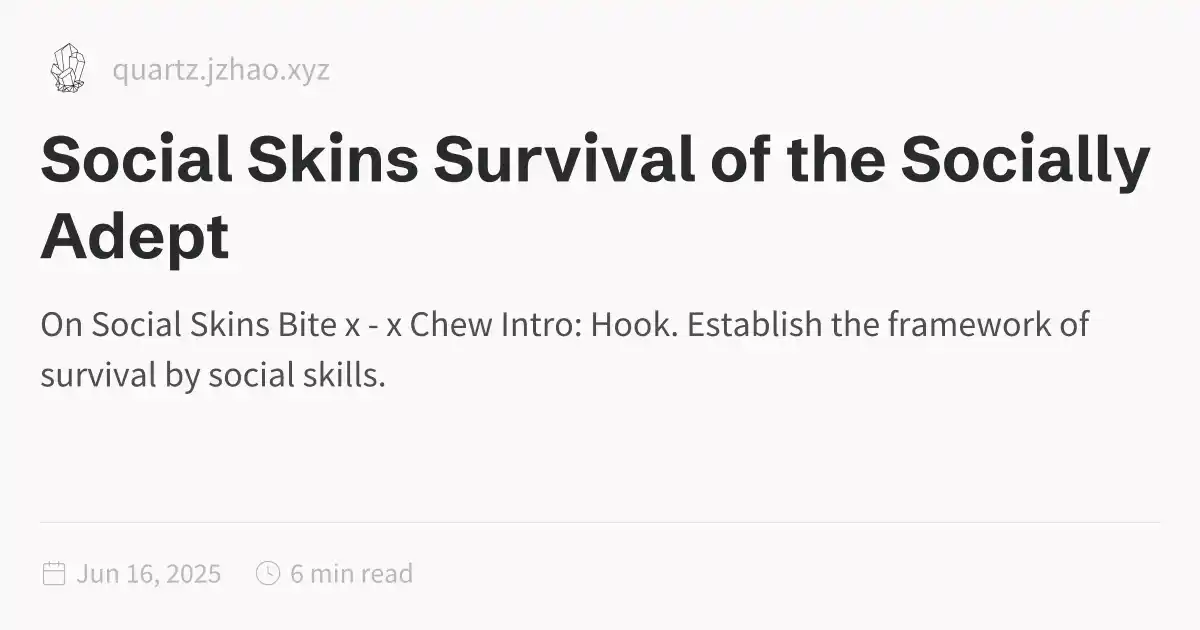 quartz.jzhao.xyz
Social Skins Survival of the Socially
Adept
On Social Skins Bite x - x Chew Intro: Hook. Establish the framework of
survival by social skills.
Jun 16, 2025 6 min read